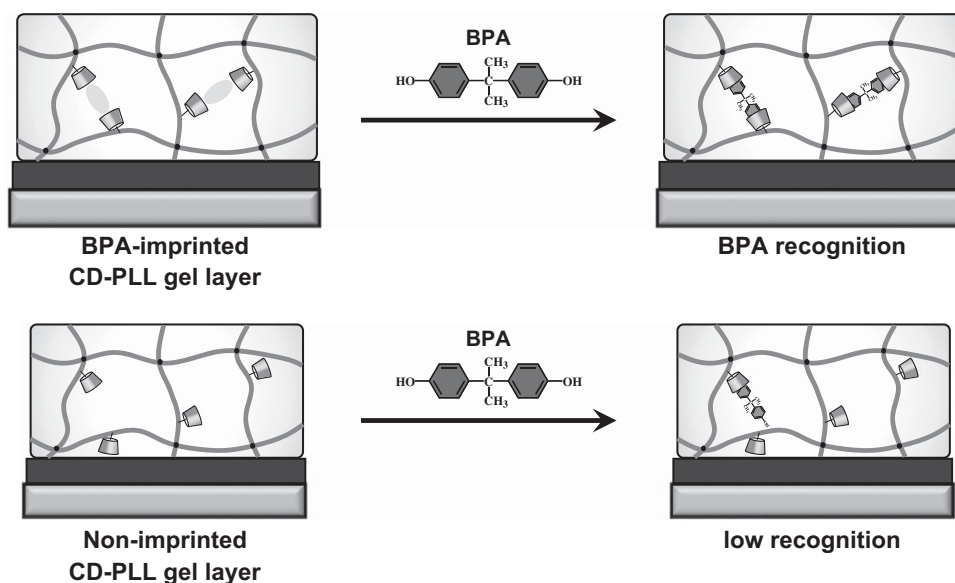 BPA
CH₃
HO
C
OH
CH₃
BPA-imprinted
CD-PLL gel layer
BPA recognition
BPA
CH₃
HO
C
OH
CH₃
Non-imprinted
CD-PLL gel layer
low recognition